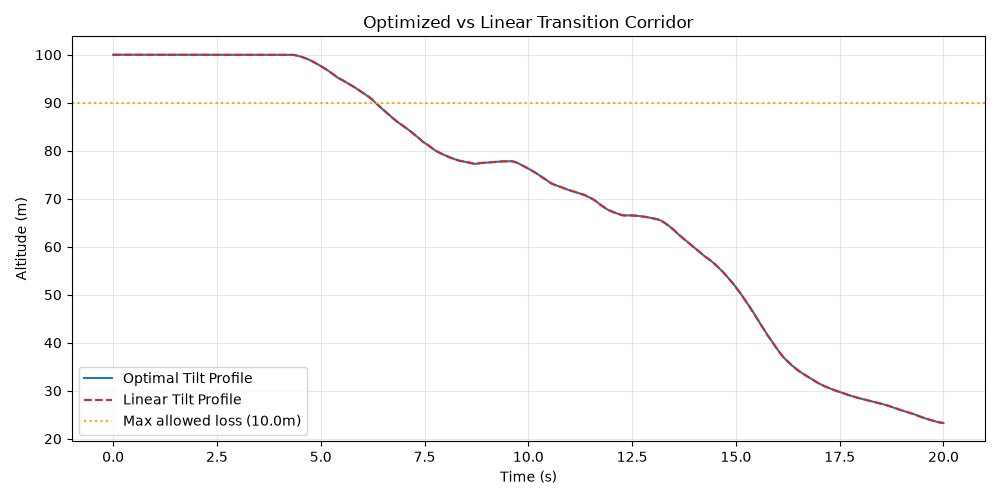 Optimized vs Linear Transition Corridor
Altitude (m)
100
90
80
70
60
50
40
30
20
Optimal Tilt Profile
Linear Tilt Profile
Max allowed loss (10.0m)
0.0 2.5 5.0 7.5 10.0 12.5 15.0 17.5 20.0
Time (s)